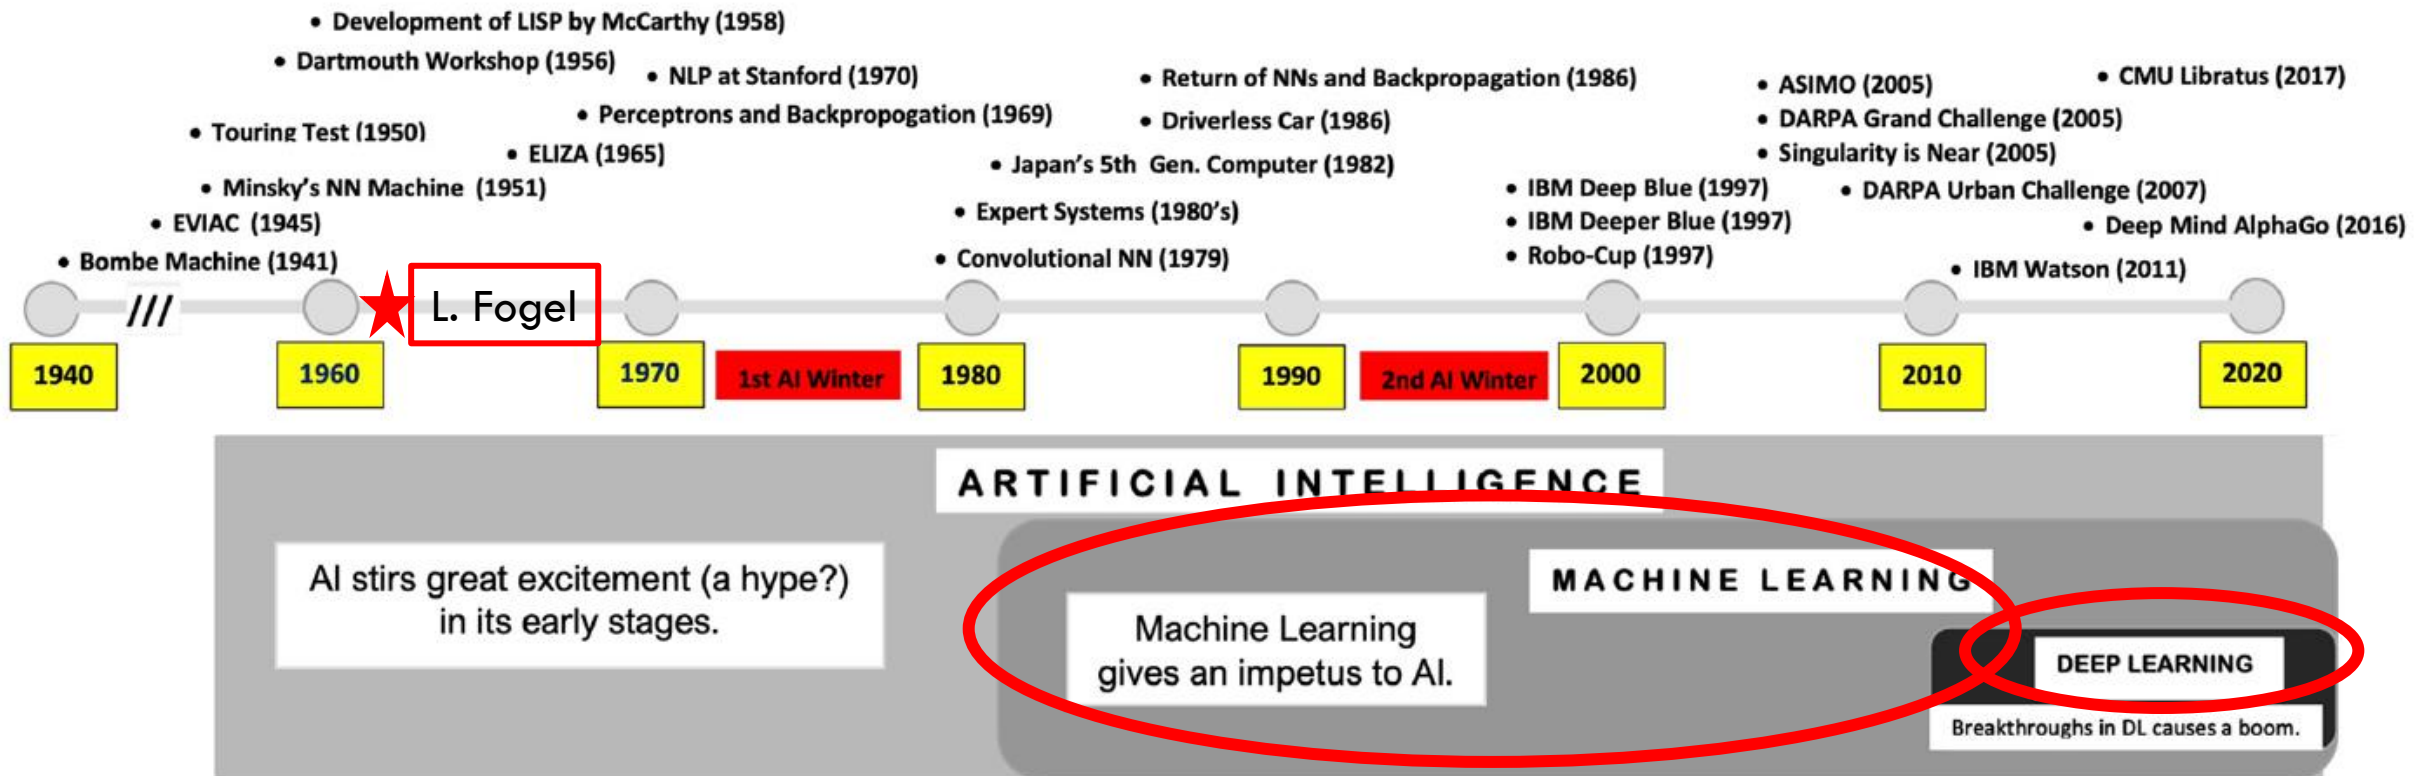 • Development of LISP by McCarthy (1958)
• Dartmouth Workshop (1956)
• NLP at Stanford (1970)
• Return of NNs and Backpropagation (1986)
• ASIMO (2005)
• CMU Libratus (2017)
• Touring Test (1950)
• Perceptrons and Backpropogation (1969)
• Driverless Car (1986)
• DARPA Grand Challenge (2005)
• ELIZA (1965)
• Japan's 5th Gen. Computer (1982)
• Singularity is Near (2005)
• Minsky's NN Machine (1951)
• IBM Deep Blue (1997)
• DARPA Urban Challenge (2007)
• EVIAC (1945)
• Expert Systems (1980's)
• IBM Deeper Blue (1997)
• Deep Mind AlphaGo (2016)
• Bombe Machine (1941)
• Convolutional NN (1979)
• Robo-Cup (1997)
• IBM Watson (2011)
///
L. Fogel
1940
1960
1970
1st AI Winter
1980
1990
2nd AI Winter
2000
2010
2020
ARTIFICIAL INTELLIGENCE
AI stirs great excitement (a hype?)
in its early stages.
MACHINE LEARNING
Machine Learning
gives an impetus to AI.
DEEP LEARNING
Breakthroughs in DL causes a boom.